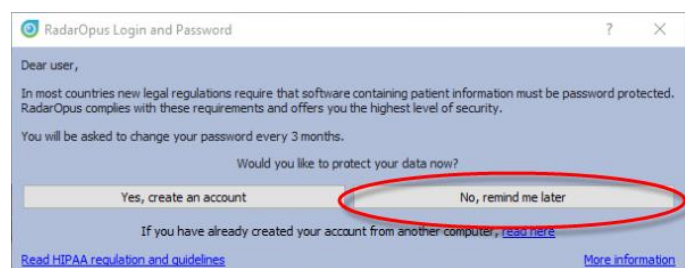 RadarOpus Login and Password
Dear user,
In most countries new legal regulations require that software containing patient information must be password protected.
RadarOpus complies with these requirements and offers you the highest level of security.
You will be asked to change your password every 3 months.
Would you like to protect your data now?
Yes, create an account
No, remind me later
If you have already created your account from another computer, read here
Read HIPAA regulation and guidelines
More information